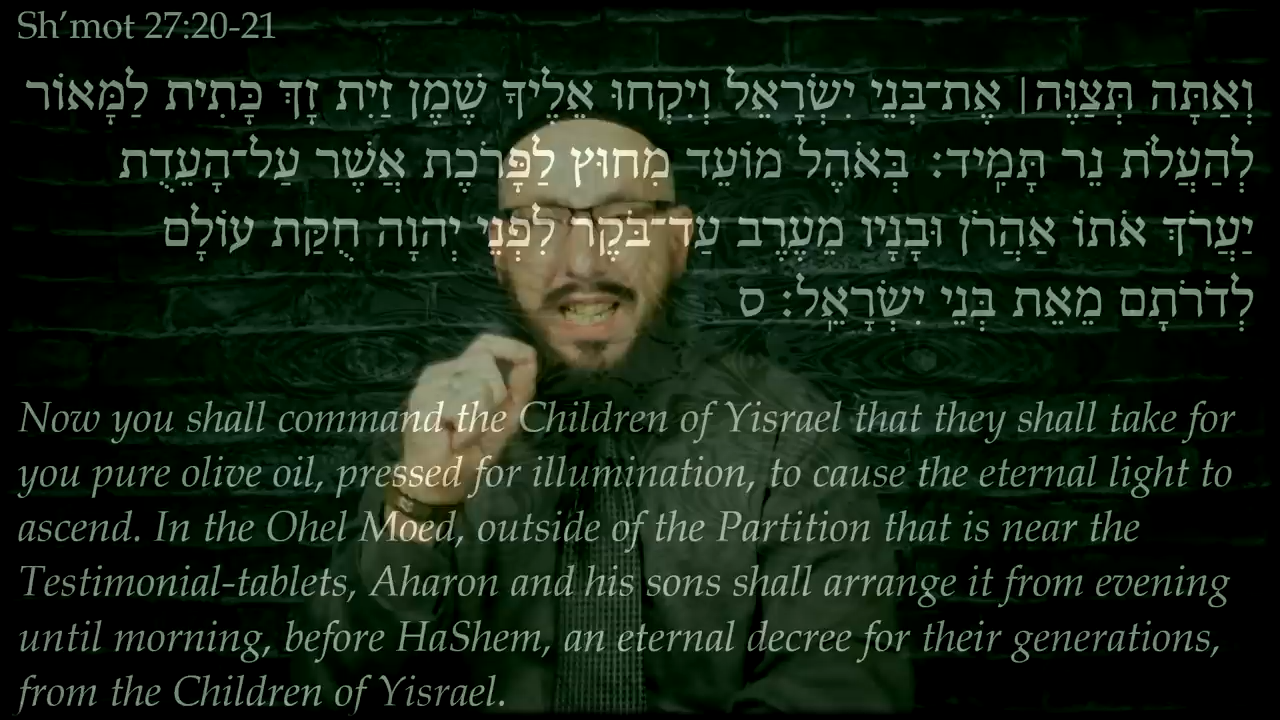 Sh’mot 27:20-21
וְאַתָּה תְּצַוֶּה׀ אֶת־בְּנֵי יִשְׂרָאֵל וְיִקְחוּ אֵלֶיךָ שֶׁמֶן זַיִת זָךְ כָּתִית לַמָּאוֹר
לְהַעֲלֹת נֵר תָּמִיד׃ בְּאֹהֶל מוֹעֵד מִחוּץ לַפָּרֹכֶת אֲשֶׁר עַל־הָעֵדֻת
יַעֲרֹךְ אֹתוֹ אַהֲרֹן וּבָנָיו מֵעֶרֶב עַד־בֹּקֶר לִפְנֵי יְהוָה חֻקַּת עוֹלָם
לְדֹרֹתָם מֵאֵת בְּנֵי יִשְׂרָאֵל׃ ס
Now you shall command the Children of Yisrael that they shall take for
you pure olive oil, pressed for illumination, to cause the eternal light to
ascend. In the Ohel Moed, outside of the Partition that is near the
Testimonial-tablets, Aharon and his sons shall arrange it from evening
until morning, before HaShem, an eternal decree for their generations,
from the Children of Yisrael.